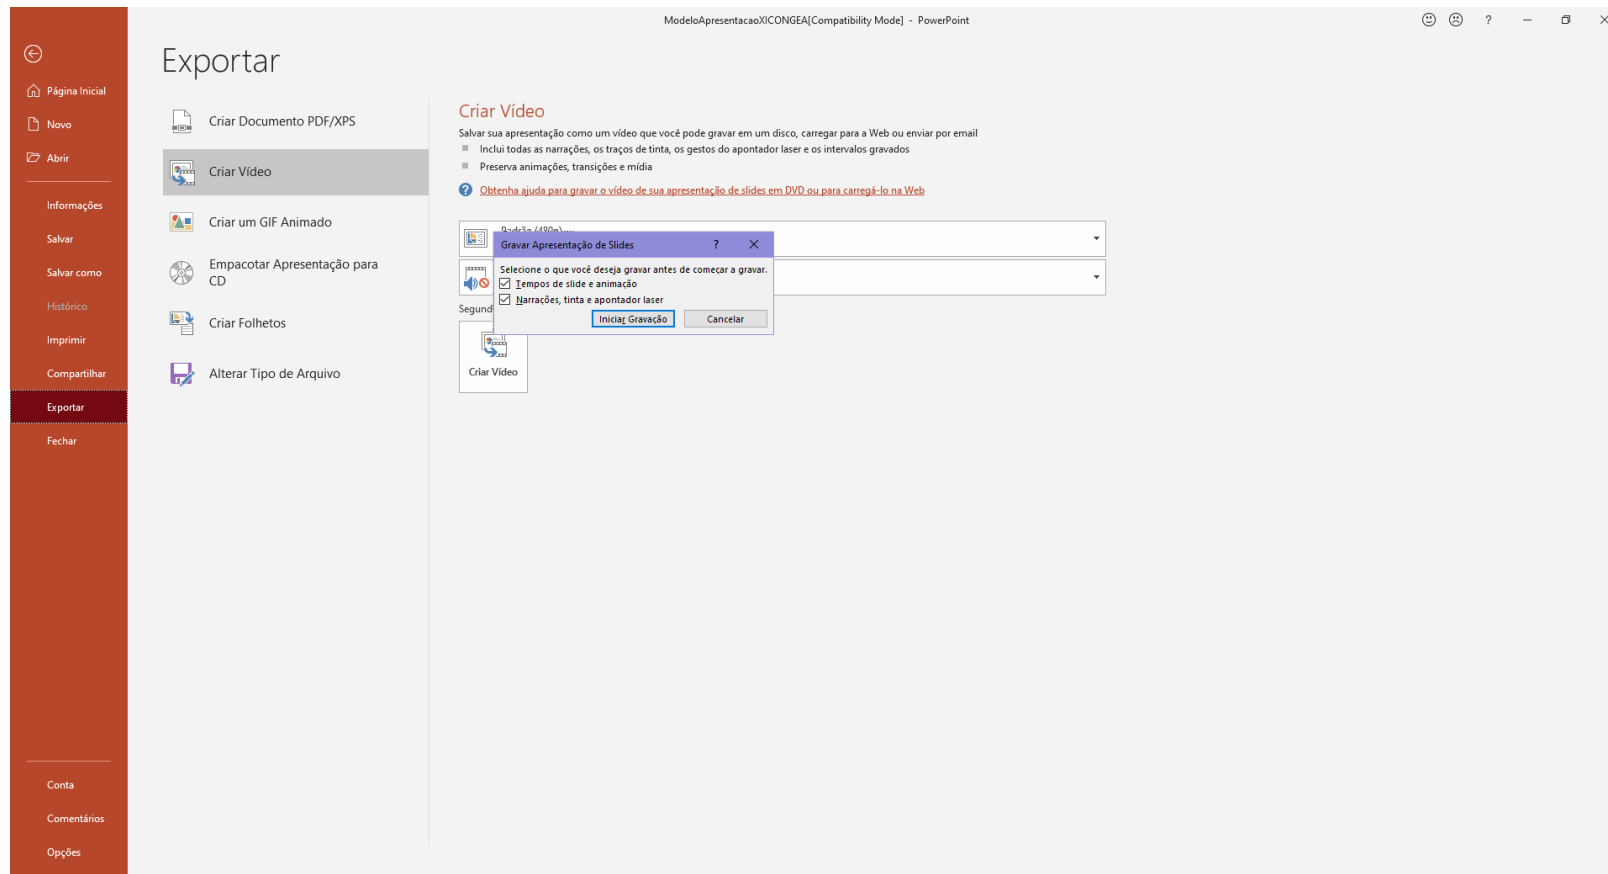 ModeloApresentacaoXICONGEA[Compatibility Mode] - PowerPoint
?
Exportar
Página Inicial
Novo
Abrir
Informações
Salvar
Salvar como
Histórico
Imprimir
Compartilhar
Exportar
Fechar
Conta
Comentários
Opções
Criar Documento PDF/XPS
Criar Vídeo
Criar um GIF Animado
Empacotar Apresentação para
CD
Criar Folhetos
Alterar Tipo de Arquivo
Criar Vídeo
Salvar sua apresentação como um vídeo que você pode gravar em um disco, carregar para a Web ou enviar por email
Inclui todas as narrações, os traços de tinta, os gestos do apontador laser e os intervalos gravados
Preserva animações, transições e mídia
Obtenha ajuda para gravar o vídeo de sua apresentação de slides em DVD ou para carregá-lo na Web
Padrão (480p)
Gravar Apresentação de Slides ?
Selecione o que você deseja gravar antes de começar a gravar.
Tempos de slide e animação
Narrações, tinta e apontador laser
Iniciar Gravação Cancelar
Criar Vídeo